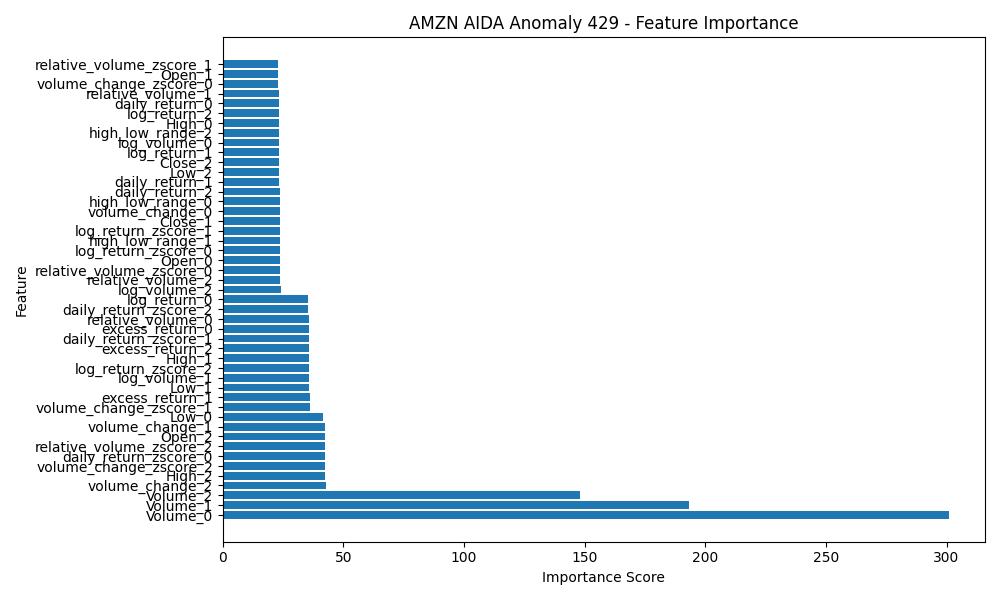 AMZN AIDA Anomaly 429 - Feature Importance
relative_volume_zscore_1
Open_1
volume_change_zscore_0
relative_volume_1
daily_return_0
log_return_2
High_0
high_low_range_2
log_volume_0
log_return_1
Close_2
Low_2
daily_return_1
daily_return_2
high_low_range_0
volume_change_0
Close_1
log_return_zscore_1
high_low_range_1
log_return_zscore_0
Open_0
relative_volume_zscore_0
relative_volume_2
log_volume_2
log_return_0
daily_return_zscore_2
relative_volume_0
excess_return_0
daily_return_zscore_1
excess_return_2
High_1
log_return_zscore_2
log_volume_1
Low_1
excess_return_1
volume_change_zscore_1
Low_0
volume_change_1
Open_2
relative_volume_zscore_2
daily_return_zscore_0
volume_change_zscore_2
High_2
volume_change_2
Volume_2
Volume_1
Volume_0
Feature
0 50 100 150 200 250 300
Importance Score